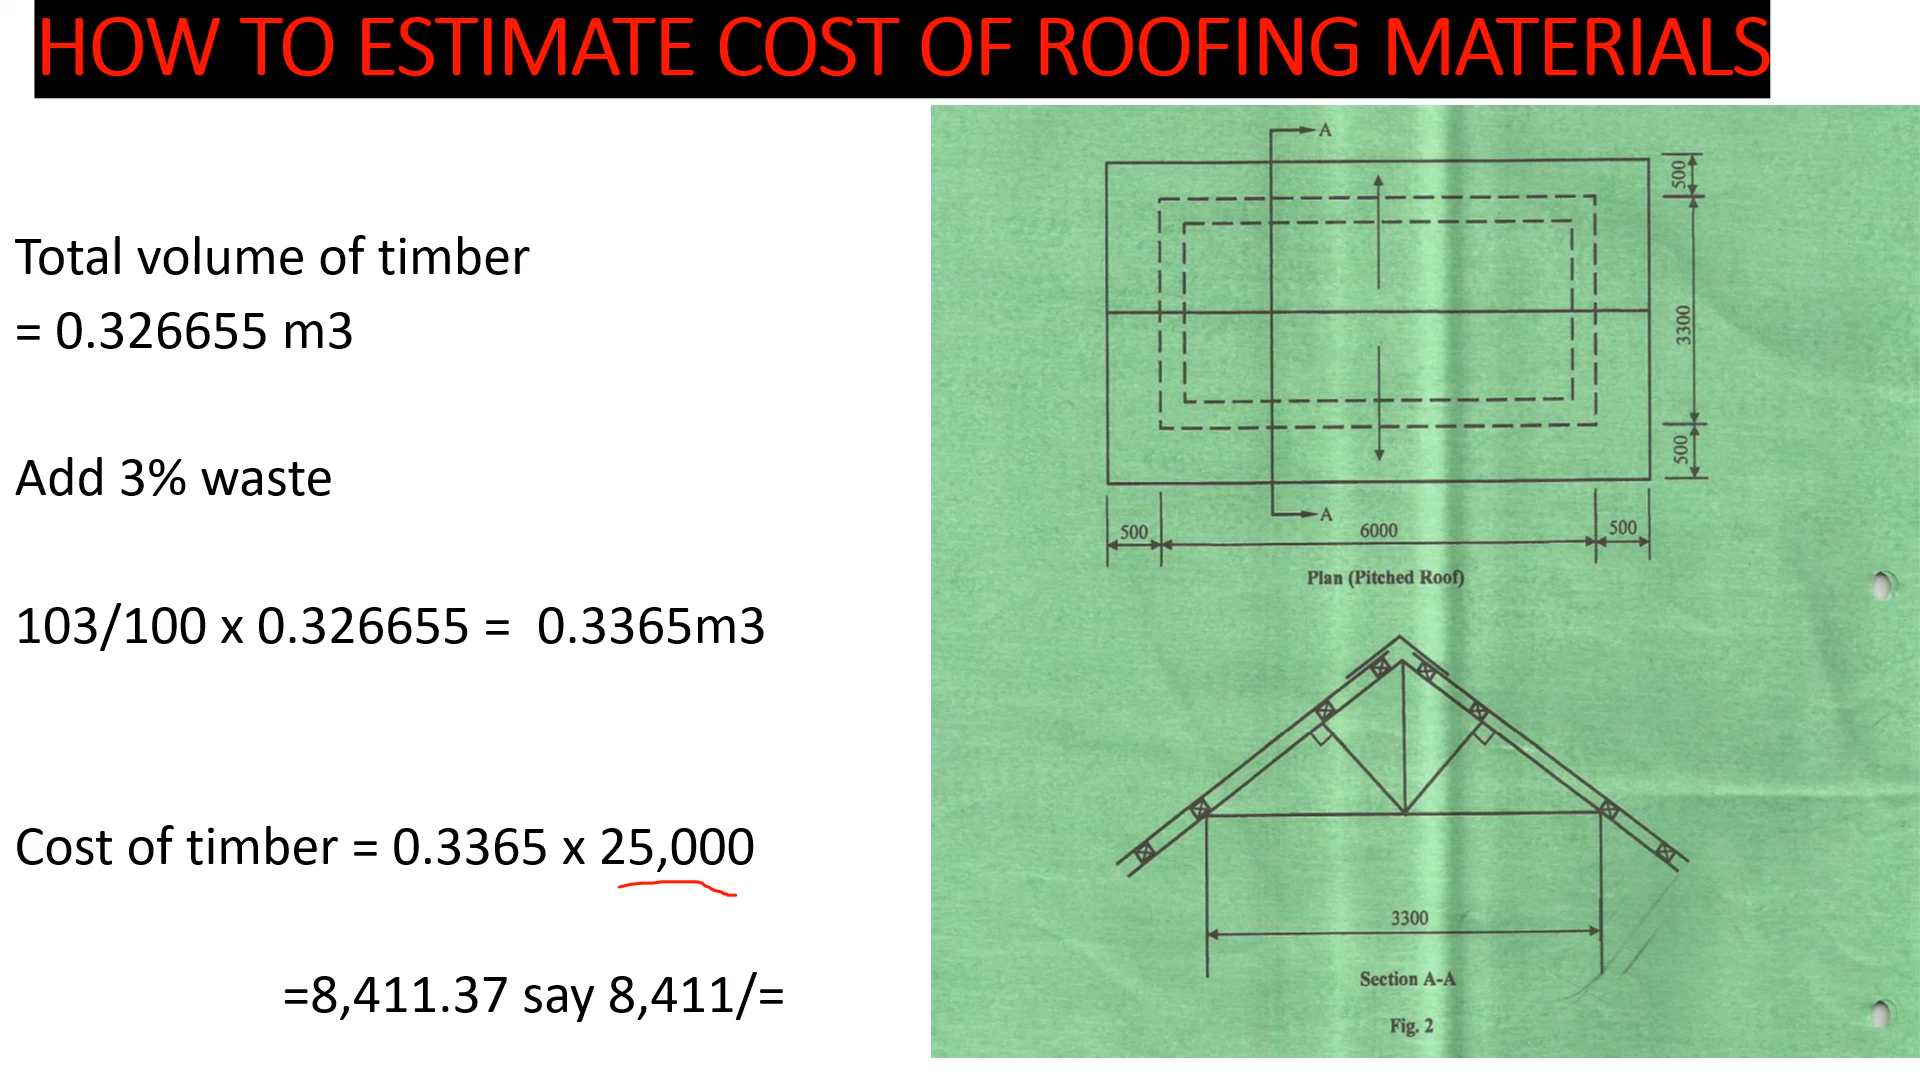 HOW TO ESTIMATE COST OF ROOFING MATERIALS
Total volume of timber
= 0.326655 m3
Add 3% waste
103/100 x 0.326655 = 0.3365m3
Cost of timber = 0.3365 x 25,000
=8,411.37 say 8,411/=
A
500
3300
500
A
500
6000
500
Plan (Pitched Roof)
3300
Section A-A
Fig. 2